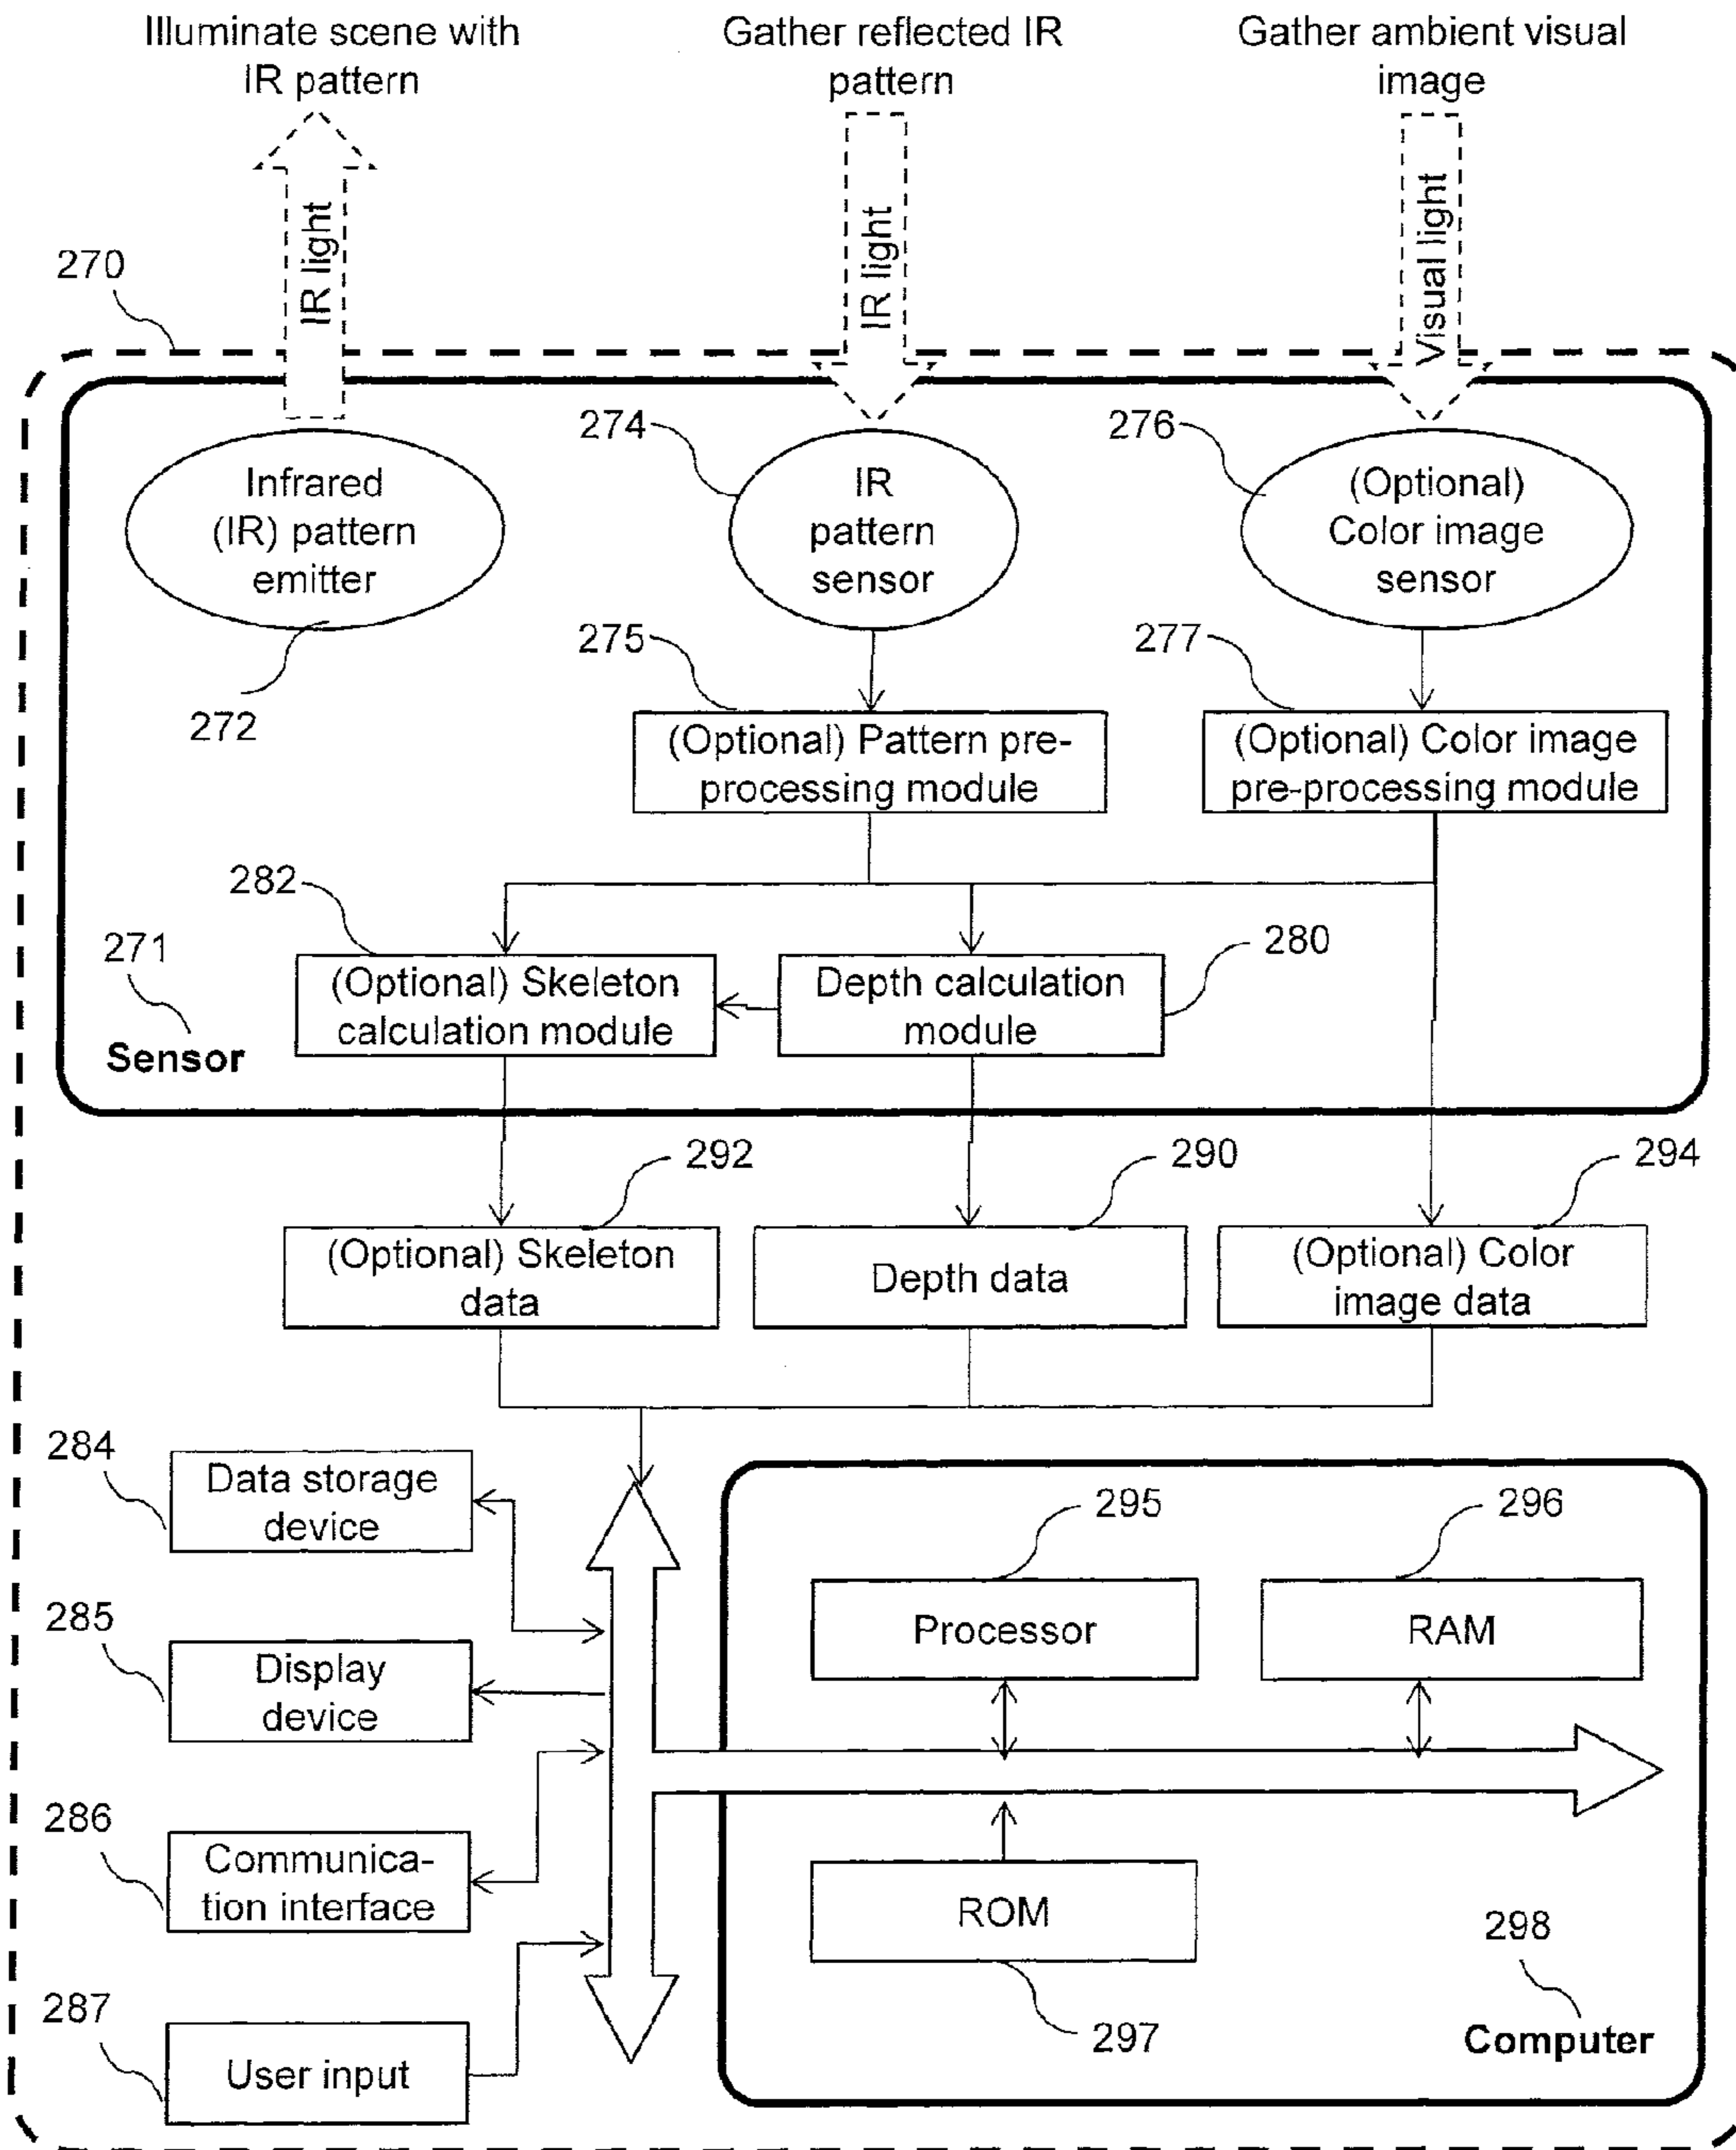 Illuminate scene with
IR pattern
Gather reflected IR
pattern
Gather ambient visual
image
IR light
IR light
Visual light
270
274
276
Infrared
(IR) pattern
emitter
IR
pattern
sensor
(Optional)
Color image
sensor
272
275
277
(Optional) Pattern pre-
processing module
(Optional) Color image
pre-processing module
282
280
271
(Optional) Skeleton
calculation module
Depth calculation
module
Sensor
292
290
294
(Optional) Skeleton
data
Depth data
(Optional) Color
image data
284
Data storage
device
295
296
285
Display
device
Processor
RAM
286
Communica-
tion interface
ROM
298
287
User input
297
Computer